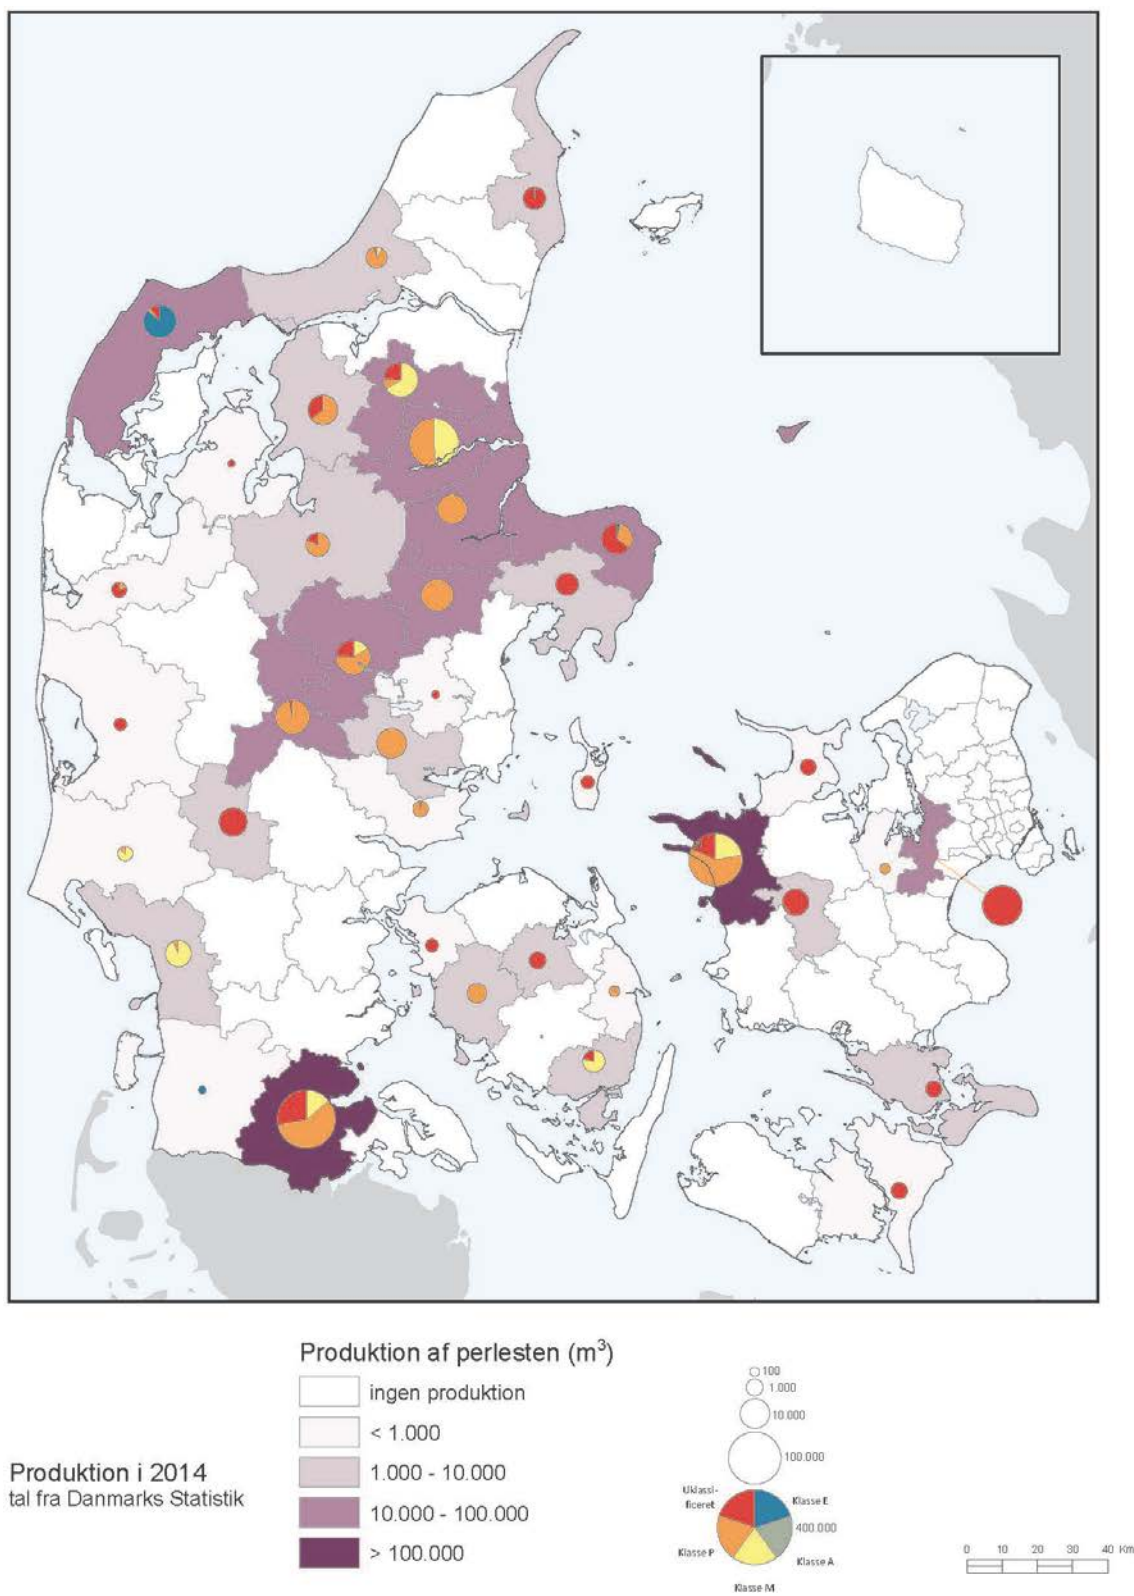 Produktion af perlesten (m³)
ingen produktion
< 1.000
1.000 - 10.000
10.000 - 100.000
> 100.000
Produktion i 2014
tal fra Danmarks Statistik
100
1.000
10.000
100.000
Uklassi-
ficeret
Klasse E
400.000
Klasse P
Klasse A
Klasse M
0 10 20 30 40 Km